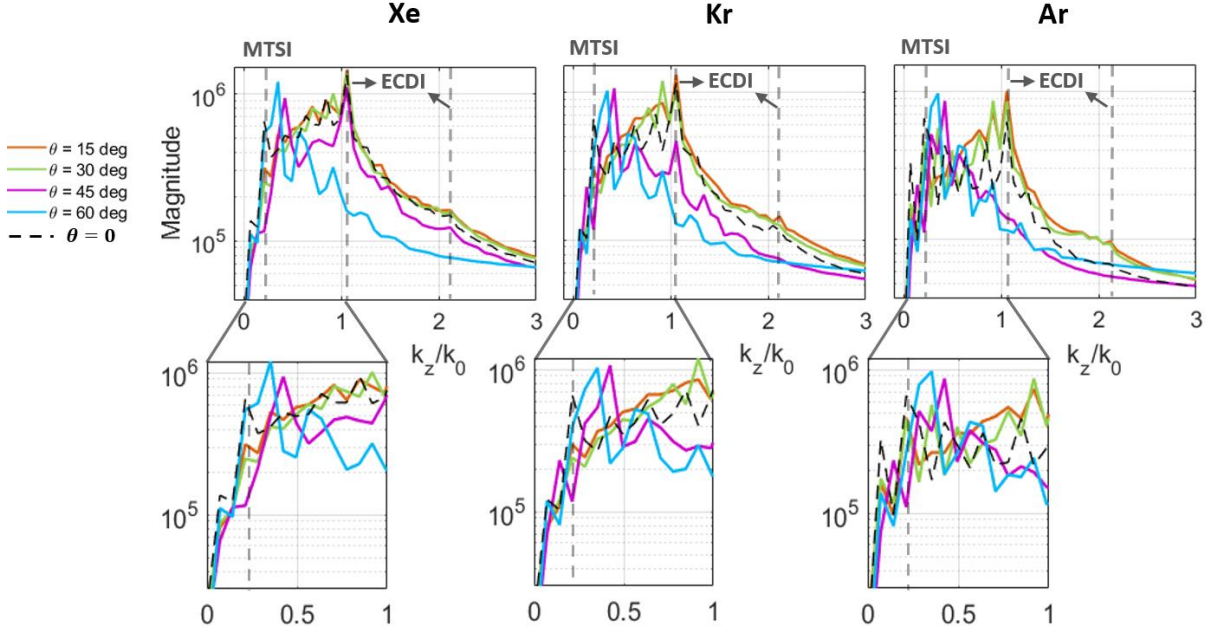 Xe
Kr
Ar
MTSI
ECDI
MTSI
ECDI
MTSI
ECDI
θ = 15 deg
θ = 30 deg
θ = 45 deg
θ = 60 deg
θ = 0
Magnitude
10^6
10^5
0 1 2 3
0 1 2 3
0 1 2 3
k_z/k_0
k_z/k_0
k_z/k_0
10^6
10^5
10^6
10^5
10^6
10^5
0 0.5 1
0 0.5 1
0 0.5 1